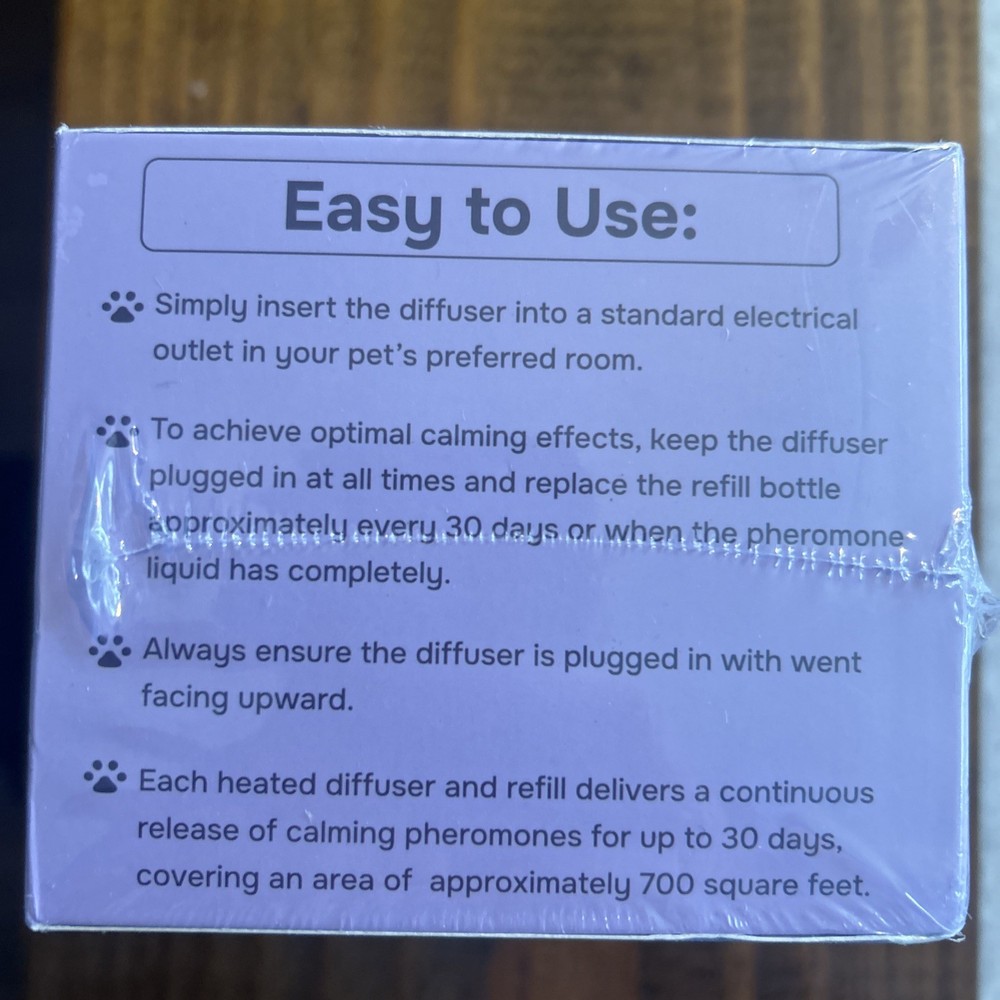 Easy to Use:
Simply insert the diffuser into a standard electrical
outlet in your pet's preferred room.
To achieve optimal calming effects, keep the diffuser
plugged in at all times and replace the refill bottle
approximately every 30 days or when the pheromone
liquid has completely.
Always ensure the diffuser is plugged in with went
facing upward.
Each heated diffuser and refill delivers a continuous
release of calming pheromones for up to 30 days,
covering an area of approximately 700 square feet.